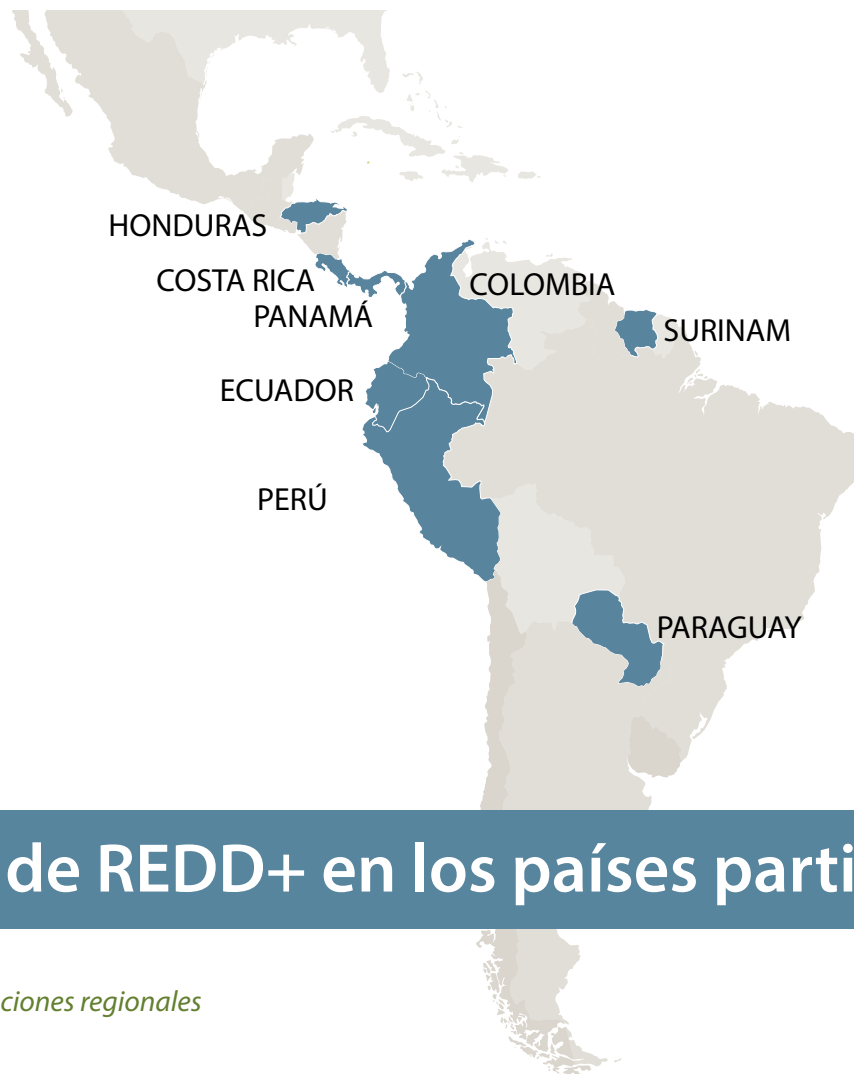 HONDURAS
COSTA RICA
COLOMBIA
PANAMÁ
SURINAM
ECUADOR
PERÚ
PARAGUAY
de REDD+ en los países parti
ciones regionales